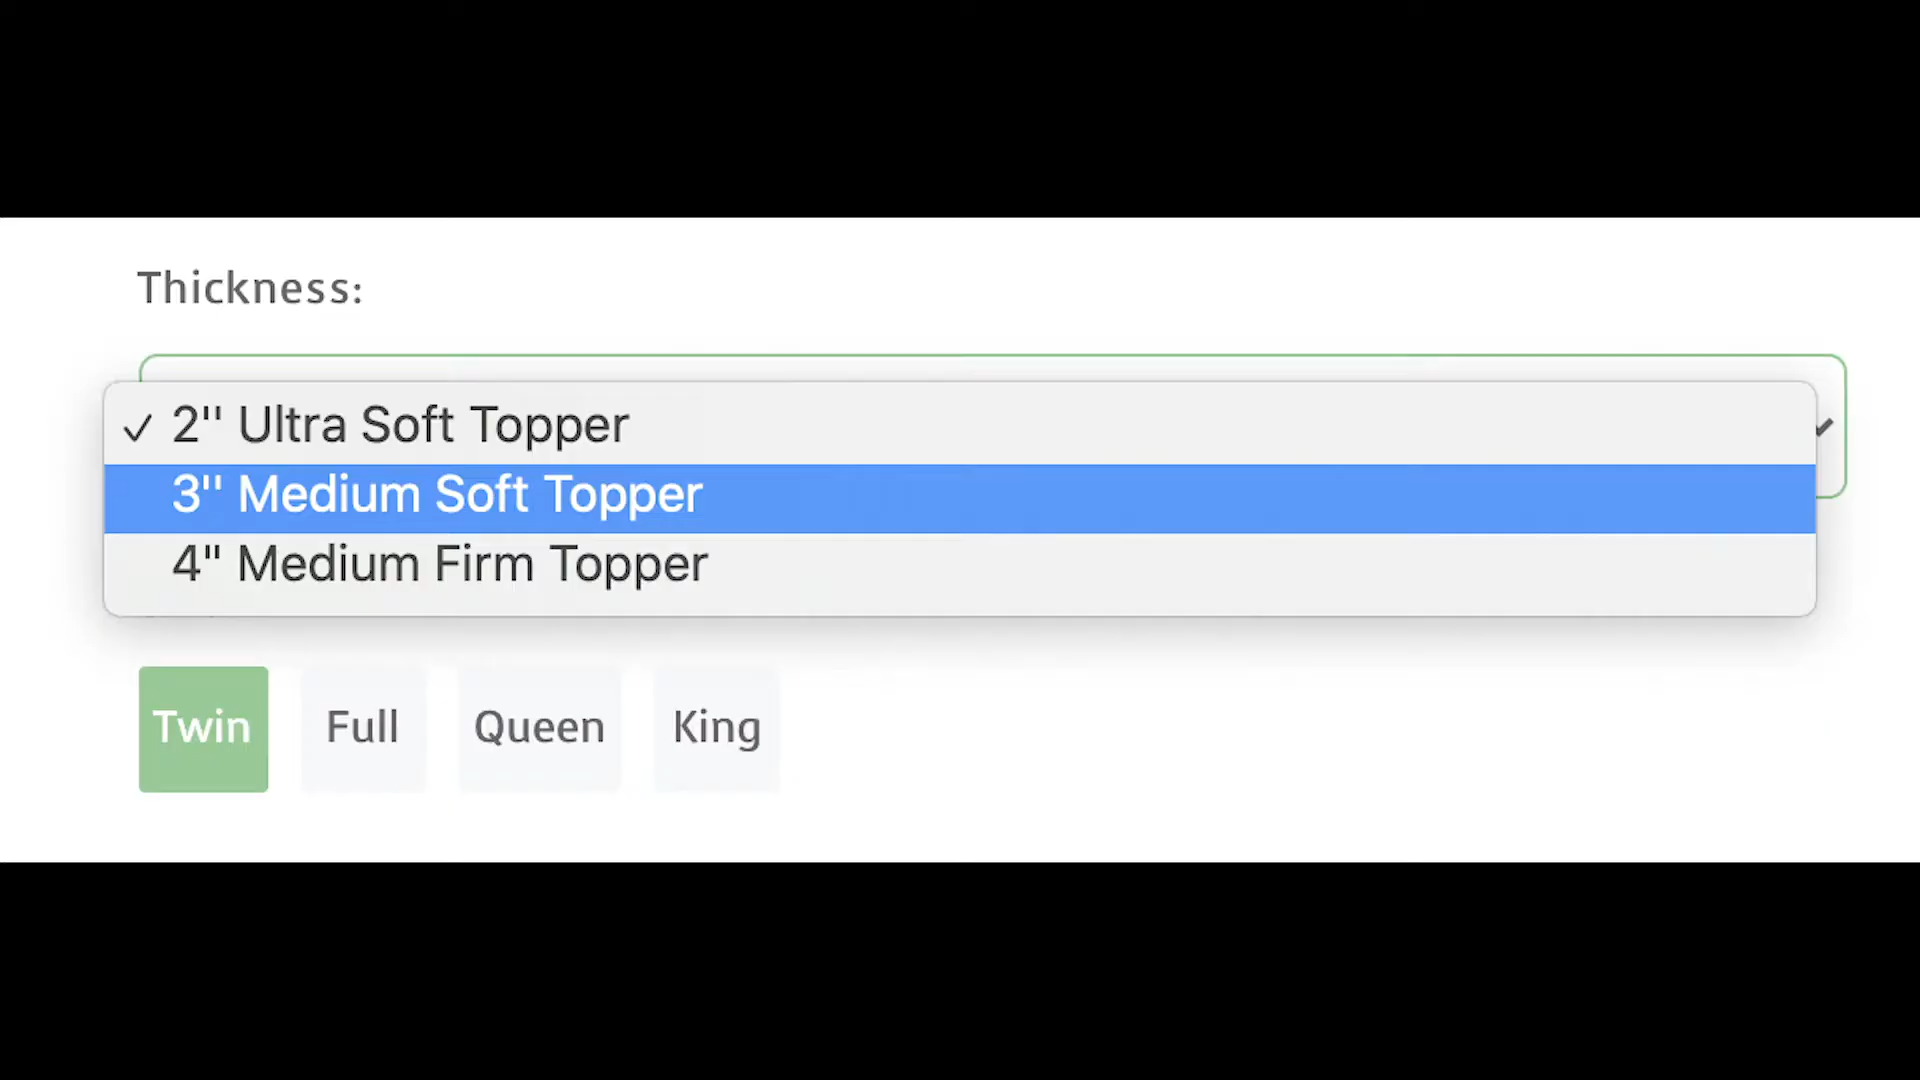 Thickness:
✓ 2'' Ultra Soft Topper
3'' Medium Soft Topper
4" Medium Firm Topper
Twin Full Queen King